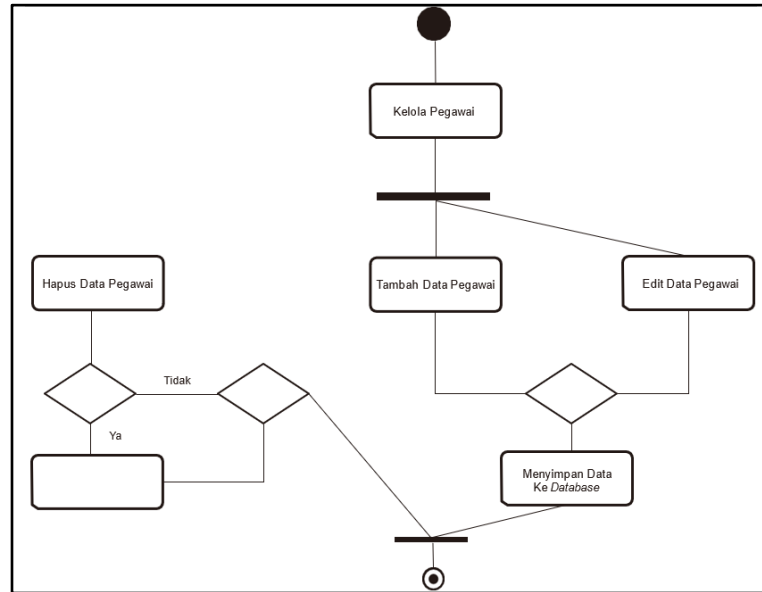 Kelola Pegawai
Hapus Data Pegawai
Tambah Data Pegawai
Edit Data Pegawai
Tidak
Ya
Menyimpan Data
Ke Database